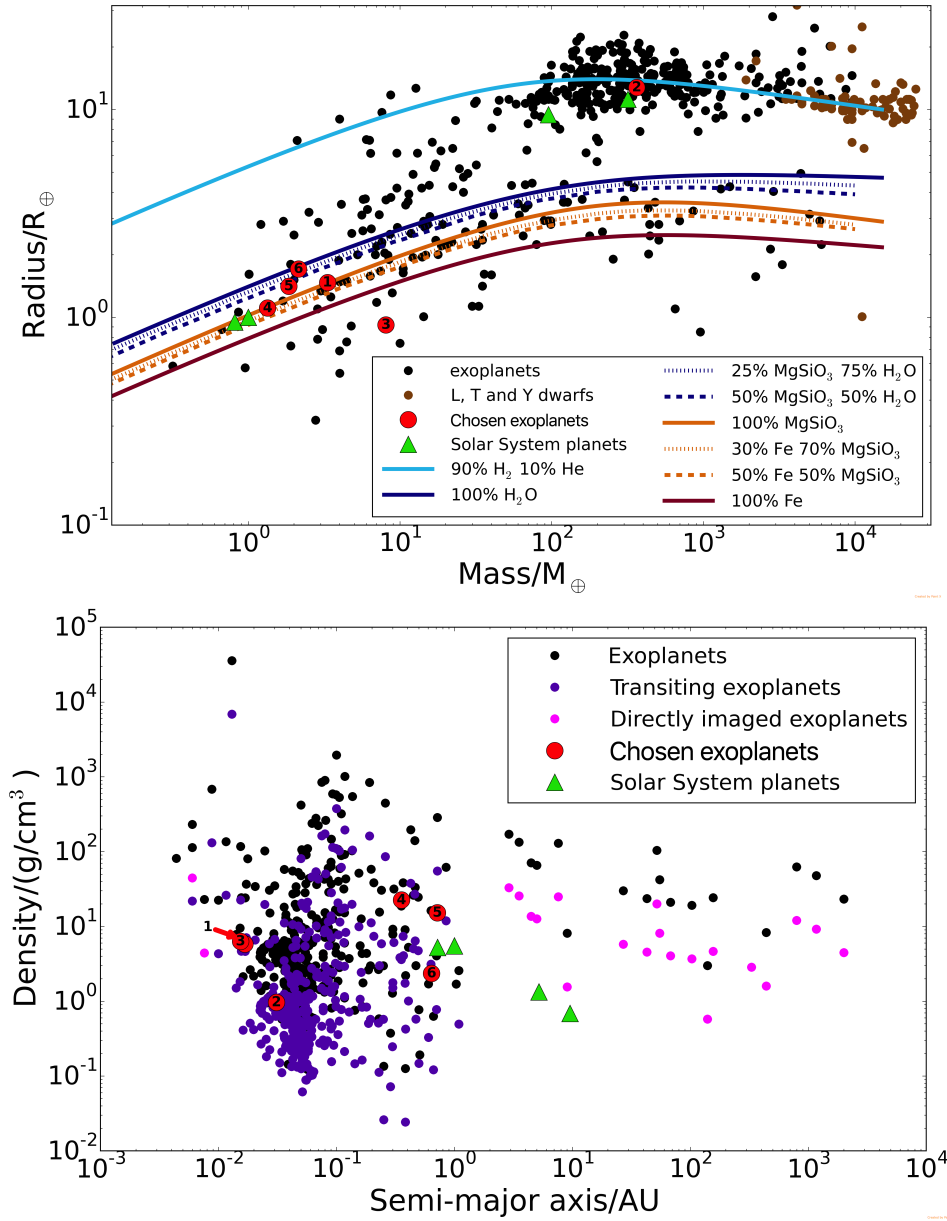 10¹
10⁰
10⁻¹
Radius/R⊕
2
6
5
1
4
3
exoplanets
L, T and Y dwarfs
Chosen exoplanets
Solar System planets
90% H₂ 10% He
100% H₂O
25% MgSiO₃ 75% H₂O
50% MgSiO₃ 50% H₂O
100% MgSiO₃
30% Fe 70% MgSiO₃
50% Fe 50% MgSiO₃
100% Fe
10⁰ 10¹ 10² 10³ 10⁴
Mass/M⊕
10⁵
10⁴
10³
10²
10¹
10⁰
10⁻¹
10⁻²
Density/(g/cm³ )
Exoplanets
Transiting exoplanets
Directly imaged exoplanets
Chosen exoplanets
Solar System planets
4
5
1
3
6
2
10⁻³ 10⁻² 10⁻¹ 10⁰ 10¹ 10² 10³ 10⁴
Semi-major axis/AU